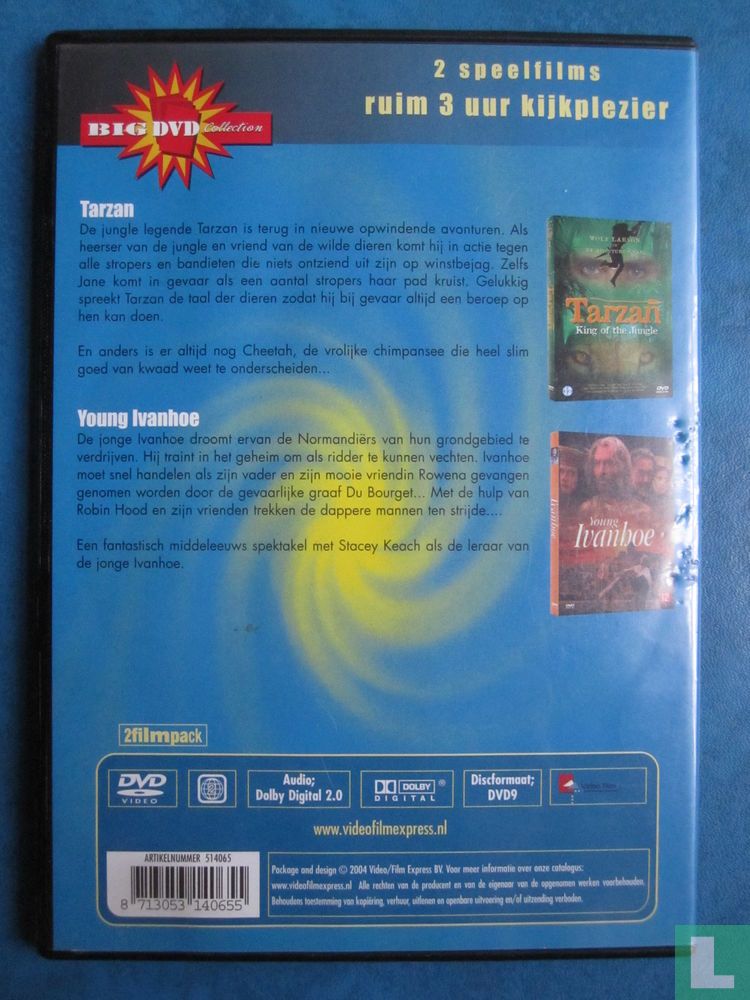 2 speelfilms
ruim 3 uur kijkplezier
BIG DVD Collection
Tarzan
De jungle legende Tarzan is terug in nieuwe opwindende avonturen. Als
heerser van de jungle en vriend van de wilde dieren komt hij in actie tegen
alle stropers en bandieten die niets ontziend uit zijn op winstbejag. Zelfs
Jane komt in gevaar als een aantal stropers haar pad kruist. Gelukkig
spreekt Tarzan de taal der dieren zodat hij bij gevaar altijd een beroep op
hen kan doen.
En anders is er altijd nog Cheetah, de vrolijke chimpansee die heel slim
goed van kwaad weet te onderscheiden...
WOLF LARSON
Tarzan
King of the Jungle
DVD
Young Ivanhoe
De jonge Ivanhoe droomt ervan de Normandiërs van hun grondgebied te
verdrijven. Hij traint in het geheim om als ridder te kunnen vechten. Ivanhoe
moet snel handelen als zijn vader en zijn mooie vriendin Rowena gevangen
genomen worden door de gevaarlijke graaf Du Bourget... Met de hulp van
Robin Hood en zijn vrienden trekken de dappere mannen ten strijde....
Een fantastisch middeleeuws spektakel met Stacey Keach als de leraar van
de jonge Ivanhoe.
Ivanhoe
Young
Ivanhoe
DVD
12
2filmpack
DVD
VIDEO
2
Audio;
Dolby Digital 2.0
DOLBY
DIGITAL
Discformaat;
DVD9
Video Film
www.videofilmexpress.nl
ARTIKELNUMMER 514065
8 713053 140655
Package and design © 2004 Video/Film Express BV. Voor meer informatie over onze catalogus:
www.videofilmexpress.nl Alle rechten van de producent en van de eigenaar van de opgenomen werken voorbehouden.
Behoudens toestemming van kopiëring, verhuur, uitlenen en openbare uitvoering en/of uitzending verboden.
L